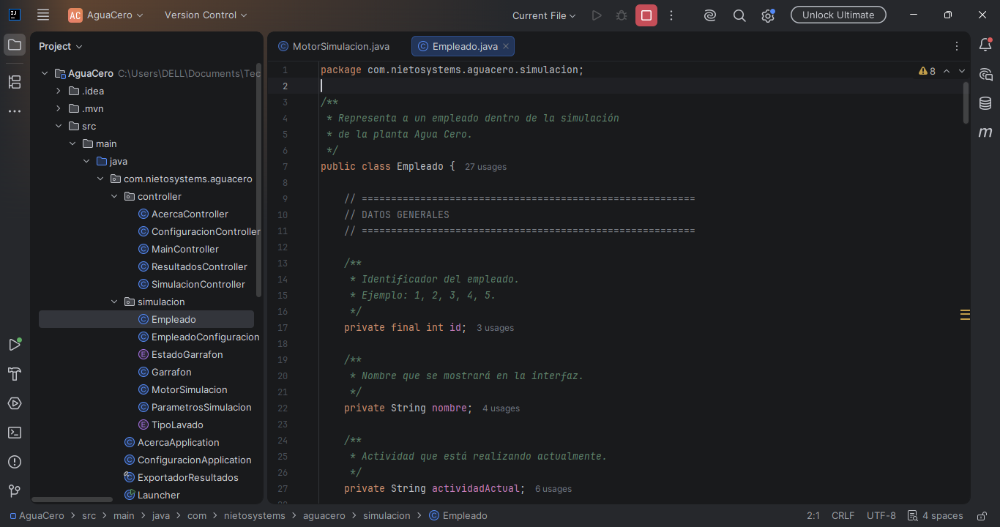 AC AguaCero Version Control Current File Unlock Ultimate
Project
AguaCero C:\Users\DELL\Documents\Tec
.idea
.mvn
src
main
java
com.nietosystems.aguacero
controller
AcercaController
ConfiguracionController
MainController
ResultadosController
SimulacionController
simulacion
Empleado
EmpleadoConfiguracion
EstadoGarrafon
Garrafon
MotorSimulacion
ParametrosSimulacion
TipoLavado
AcercaApplication
ConfiguracionApplication
ExportadorResultados
Launcher
MotorSimulacion.java Empleado.java
8
1 package com.nietosystems.aguacero.simulacion;
2
3 /**
4 * Representa a un empleado dentro de la simulación
5 * de la planta Agua Cero.
6 */
7 public class Empleado { 27 usages
8
9 // =========================================================
10 // DATOS GENERALES
11 // =========================================================
12
13 /**
14 * Identificador del empleado.
15 * Ejemplo: 1, 2, 3, 4, 5.
16 */
17 private final int id; 3 usages
18
19 /**
20 * Nombre que se mostrará en la interfaz.
21 */
22 private String nombre; 4 usages
23
24 /**
25 * Actividad que está realizando actualmente.
26 */
27 private String actividadActual; 6 usages
AguaCero > src > main > java > com > nietosystems > aguacero > simulacion > Empleado 2:1 CRLF UTF-8 4 spaces